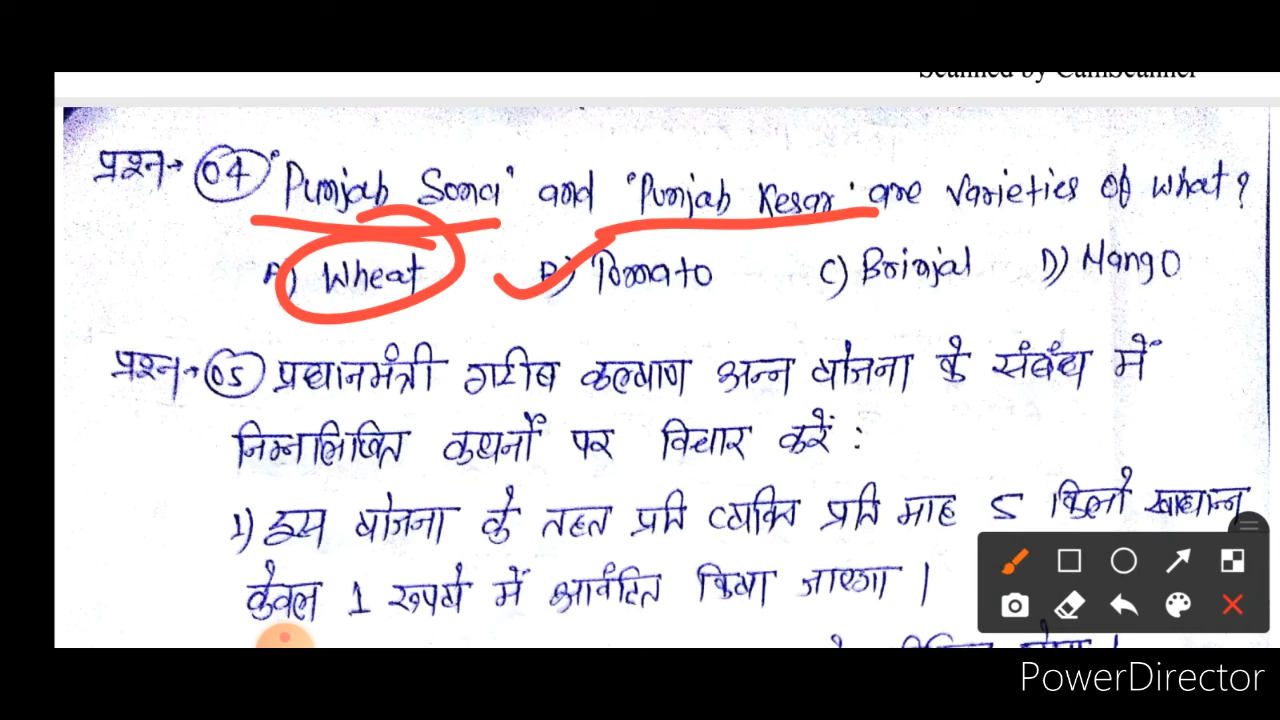 Scanned by CamScanner
प्रश्न→ 04 "Punjab Sona" and "Punjab Kesar" are varieties of what?
A) Wheat B) Tomato C) Brinjal D) Mango
प्रश्न→ 05 प्रधानमंत्री गरीब कल्याण अन्न योजना के संबंध में
निम्नलिखित कथनों पर विचार करें :
1) इस योजना के तहत प्रति व्यक्ति प्रति माह 5 किलो खाद्यान्न
केवल 1 रुपये में आवंटित किया जाएगा ।
PowerDirector